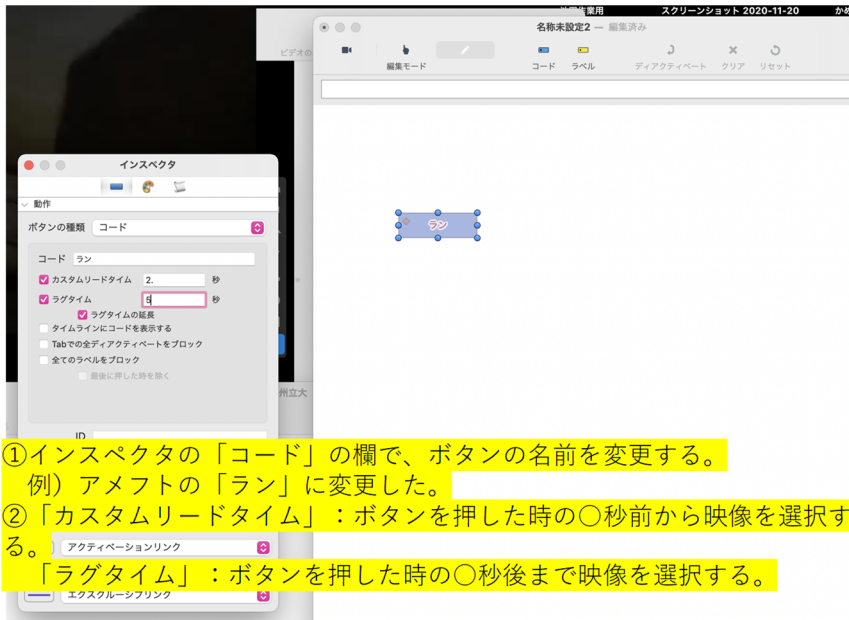 スクリーンショット 2020-11-20
名称未設定2 — 編集済み
ビデオの
編集モード
コード
ラベル
ディアクティベート
クリア
リセット
インスペクタ
動作
ボタンの種類 コード
コード ラン
カスタムリードタイム 2. 秒
ラグタイム 5 秒
ラグタイムの延長
タイムラインにコードを表示する
Tabでの全ディアクティベートをブロック
全てのラベルをブロック
最後に押した時を除く
ID
ラン
州立大
①インスペクタの「コード」の欄で、ボタンの名前を変更する。
例）アメフトの「ラン」に変更した。
②「カスタムリードタイム」：ボタンを押した時の○秒前から映像を選択す
る。
アクティベーションリンク
「ラグタイム」：ボタンを押した時の○秒後まで映像を選択する。
エクスクルーシブリンク